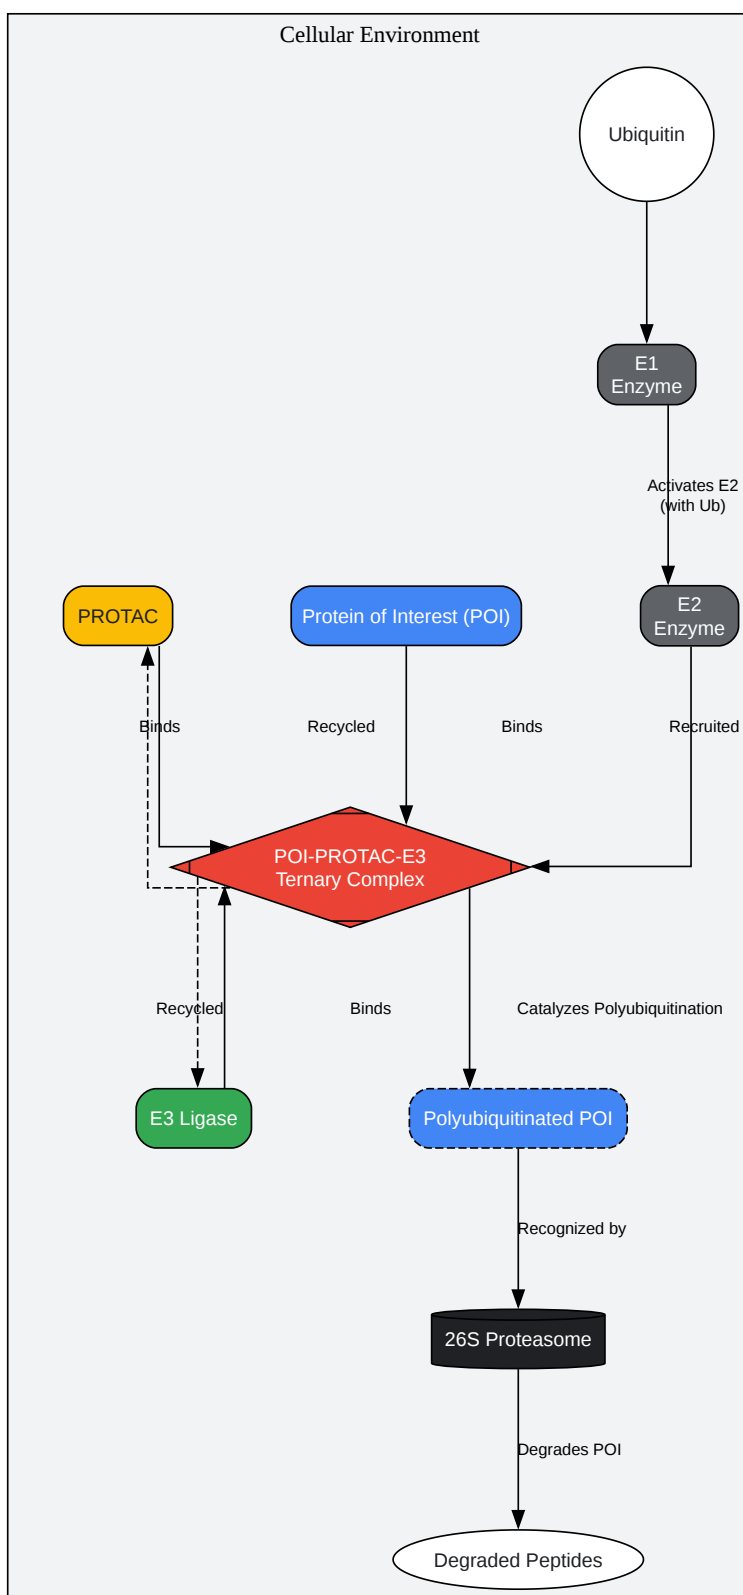 Cellular Environment
Ubiquitin
E1
Enzyme
Activates E2
(with Ub)
PROTAC
Protein of Interest (POI)
E2
Enzyme
Binds
Recycled
Binds
Recruited
POI-PROTAC-E3
Ternary Complex
Recycled
Binds
Catalyzes Polyubiquitination
E3 Ligase
Polyubiquitinated POI
Recognized by
26S Proteasome
Degrades POI
Degraded Peptides